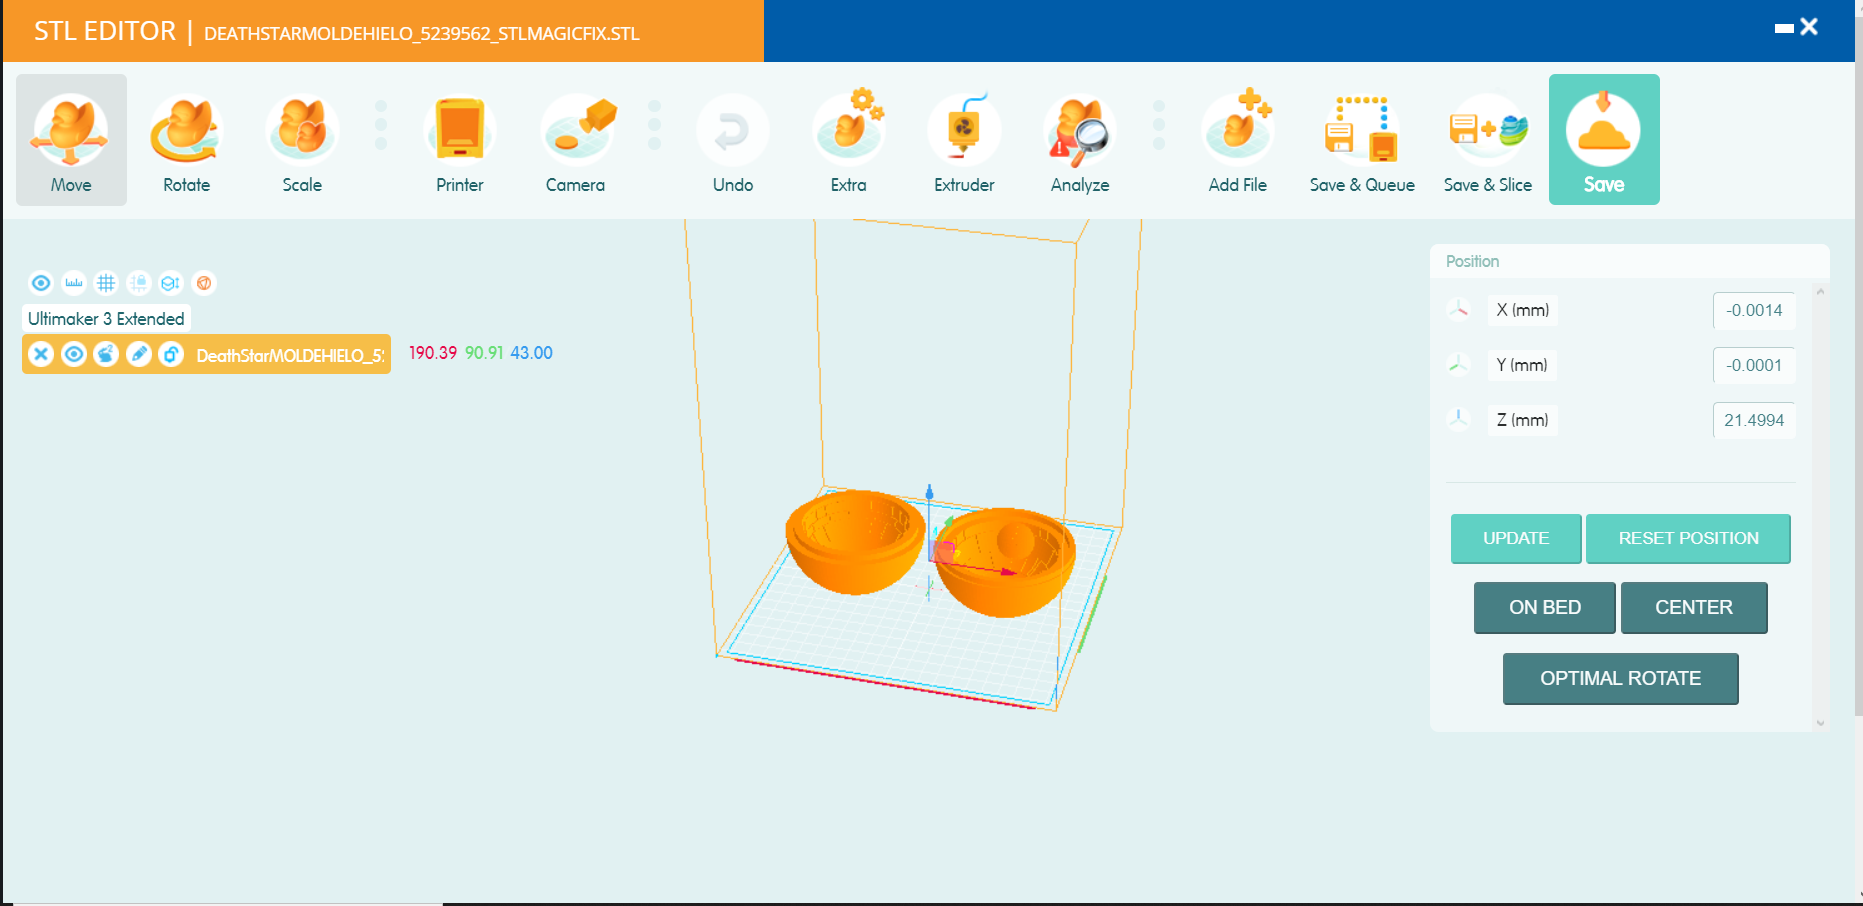 STL EDITOR | DEATHSTARMOLDEHIELO_5239562_STLMAGICFIX.STL
Move Rotate Scale Printer Camera Undo Extra Extruder Analyze Add File Save & Queue Save & Slice Save
Position
Ultimaker 3 Extended
DeathStarMOLDEHIELO_5: 190.39 90.91 43.00
X (mm) -0.0014
Y (mm) -0.0001
Z (mm) 21.4994
UPDATE RESET POSITION
ON BED CENTER
OPTIMAL ROTATE